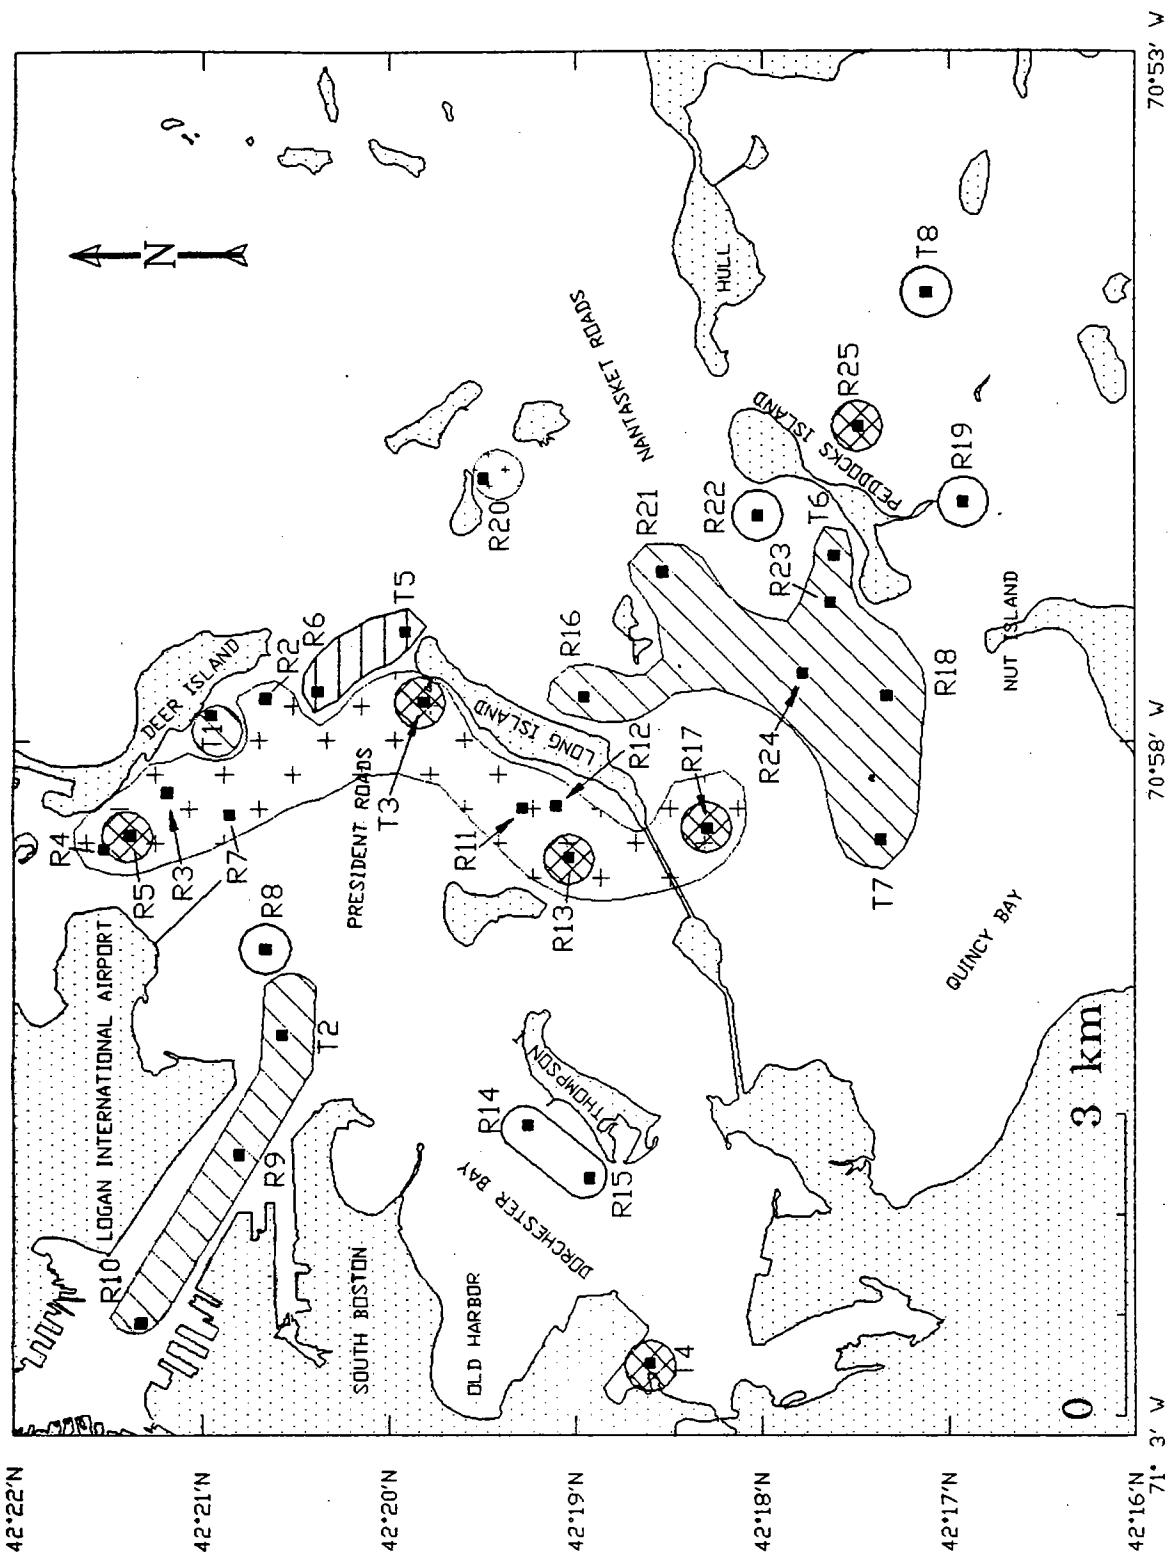 42°22'N
42°21'N
42°20'N
42°19'N
42°18'N
42°17'N
42°16'N
71° 3' W
70°58' W
70°53' W
N
LOGAN INTERNATIONAL AIRPORT
DEER ISLAND
PRESIDENT ROADS
SOUTH BOSTON
OLD HARBOR
DORCHESTER BAY
THOMPSON
LONG ISLAND
NANTASKET ROADS
HULL
PEDDOCKS ISLAND
NUT ISLAND
QUINCY BAY
R10
R9
T2
R8
R4
R5
R3
R7
T1
R2
R6
T5
T3
R20
R11
R12
R13
R14
R15
T4
R16
R17
R21
R22
R23
T6
R24
R18
T7
R19
R25
T8
0 3 km